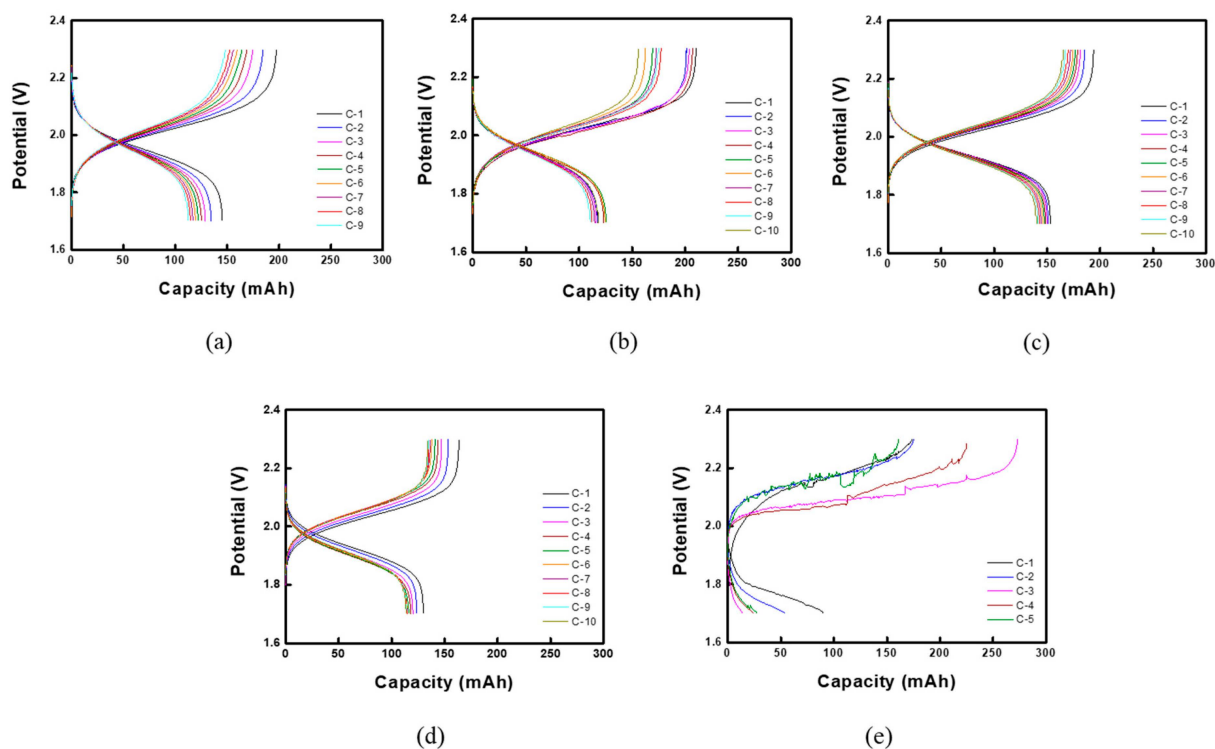 2.4
2.2
2.0
1.8
1.6
Potential (V)
0 50 100 150 200 250 300
Capacity (mAh)
C-1
C-2
C-3
C-4
C-5
C-6
C-7
C-8
C-9
(a)
2.4
2.2
2.0
1.8
1.6
Potential (V)
0 50 100 150 200 250 300
Capacity (mAh)
C-1
C-2
C-3
C-4
C-5
C-6
C-7
C-8
C-9
C-10
(b)
2.4
2.2
2.0
1.8
1.6
Potential (V)
0 50 100 150 200 250 300
Capacity (mAh)
C-1
C-2
C-3
C-4
C-5
C-6
C-7
C-8
C-9
C-10
(c)
2.4
2.2
2.0
1.8
1.6
Potential (V)
0 50 100 150 200 250 300
Capacity (mAh)
C-1
C-2
C-3
C-4
C-5
C-6
C-7
C-8
C-9
C-10
(d)
2.4
2.2
2.0
1.8
1.6
Potential (V)
0 50 100 150 200 250 300
Capacity (mAh)
C-1
C-2
C-3
C-4
C-5
(e)